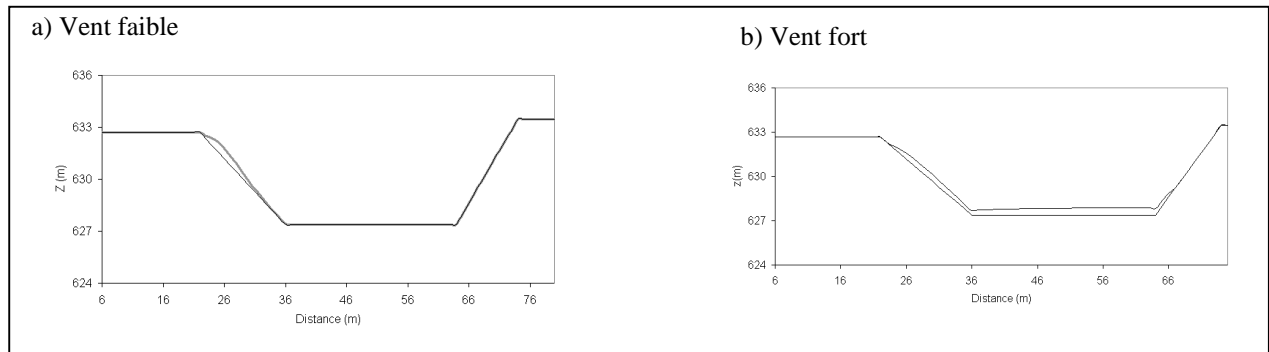 a) Vent faible
636
633
630
627
624
Z (m)
6 16 26 36 46 56 66 76
Distance (m)
b) Vent fort
636
633
630
627
624
z(m)
6 16 26 36 46 56 66
Distance (m)